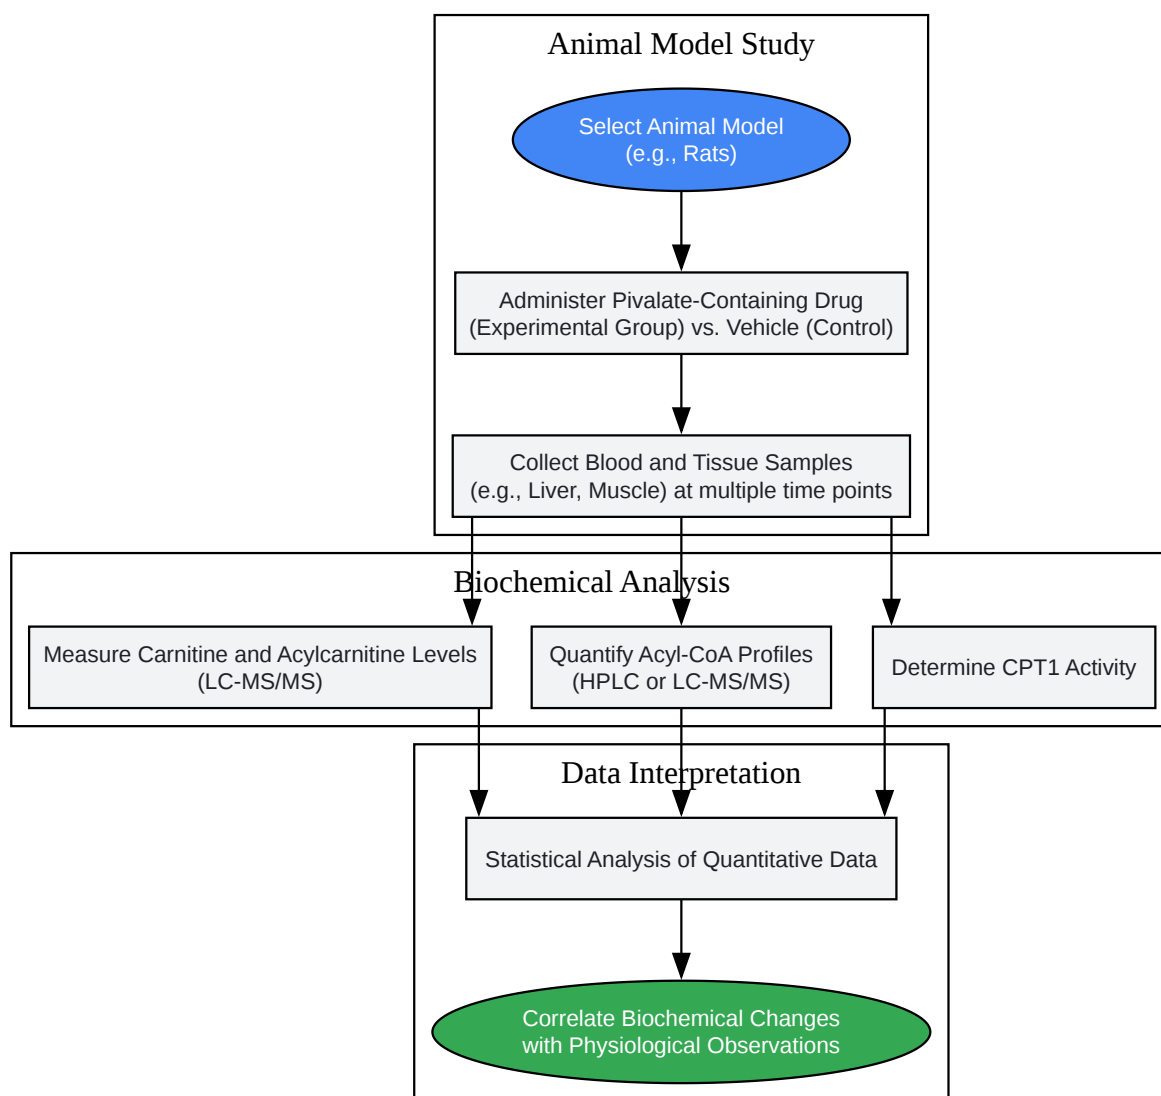 Animal Model Study
Select Animal Model
(e.g., Rats)
Administer Pivalate-Containing Drug
(Experimental Group) vs. Vehicle (Control)
Collect Blood and Tissue Samples
(e.g., Liver, Muscle) at multiple time points
Biochemical Analysis
Measure Carnitine and Acylcarnitine Levels
(LC-MS/MS)
Quantify Acyl-CoA Profiles
(HPLC or LC-MS/MS)
Determine CPT1 Activity
Data Interpretation
Statistical Analysis of Quantitative Data
Correlate Biochemical Changes
with Physiological Observations